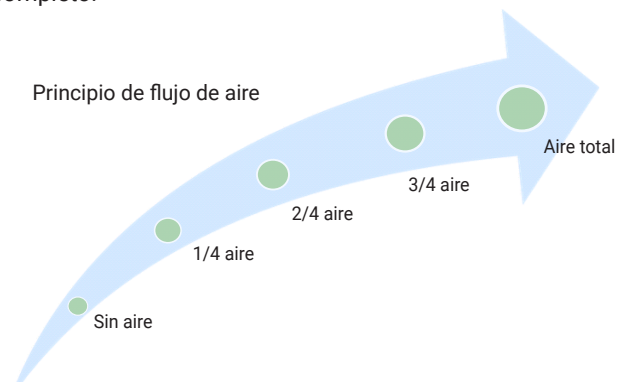 Principio de flujo de aire
Aire total
3/4 aire
2/4 aire
1/4 aire
Sin aire